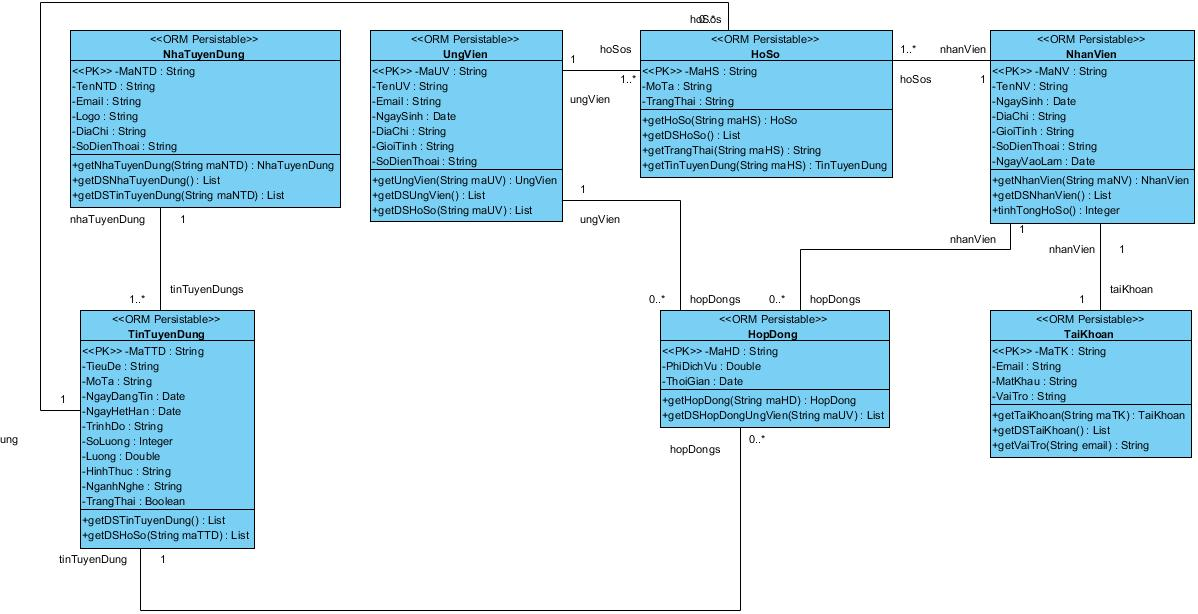 hoSos
0..*
<<ORM Persistable>>
NhaTuyenDung
<<PK>> -MaNTD : String
-TenNTD : String
-Email : String
-Logo : String
-DiaChi : String
-SoDienThoai : String
+getNhaTuyenDung(String maNTD) : NhaTuyenDung
+getDSNhaTuyenDung() : List
+getDSTinTuyenDung(String maNTD) : List
nhaTuyenDung
1
tinTuyenDungs
1..*
<<ORM Persistable>>
UngVien
<<PK>> -MaUV : String
-TenUV : String
-Email : String
-NgaySinh : Date
-DiaChi : String
-GioiTinh : String
-SoDienThoai : String
+getUngVien(String maUV) : UngVien
+getDSUngVien() : List
+getDSHoSo(String maUV) : List
1
hoSos
1..*
ungVien
1
ungVien
<<ORM Persistable>>
HoSo
<<PK>> -MaHS : String
-MoTa : String
-TrangThai : String
+getHoSo(String maHS) : HoSo
+getDSHoSo() : List
+getTrangThai(String maHS) : String
+getTinTuyenDung(String maHS) : TinTuyenDung
1..*
nhanVien
hoSos
1
<<ORM Persistable>>
NhanVien
<<PK>> -MaNV : String
-TenNV : String
-NgaySinh : Date
-DiaChi : String
-GioiTinh : String
-SoDienThoai : String
-NgayVaoLam : Date
+getNhanVien(String maNV) : NhanVien
+getDSNhanVien() : List
+tinhTongHoSo() : Integer
1
nhanVien
nhanVien
1
taiKhoan
1
0..*
hopDongs
0..*
hopDongs
<<ORM Persistable>>
TinTuyenDung
<<PK>> -MaTTD : String
-TieuDe : String
-MoTa : String
-NgayDangTin : Date
-NgayHetHan : Date
-TrinhDo : String
-SoLuong : Integer
-Luong : Double
-HinhThuc : String
-NganhNghe : String
-TrangThai : Boolean
+getDSTinTuyenDung() : List
+getDSHoSo(String maTTD) : List
1
ung
tinTuyenDung
1
<<ORM Persistable>>
HopDong
<<PK>> -MaHD : String
-PhiDichVu : Double
-ThoiGian : Date
+getHopDong(String maHD) : HopDong
+getDSHopDongUngVien(String maUV) : List
hopDongs
0..*
<<ORM Persistable>>
TaiKhoan
<<PK>> -MaTK : String
-Email : String
-MatKhau : String
-VaiTro : String
+getTaiKhoan(String maTK) : TaiKhoan
+getDSTaiKhoan() : List
+getVaiTro(String email) : String